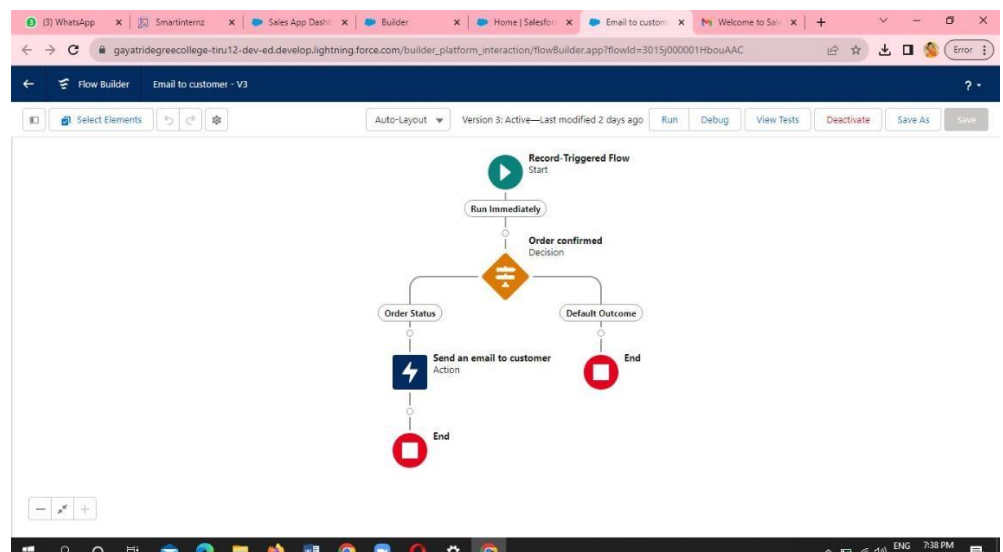 (3) WhatsApp
Smartinternz
Sales App Dashb
Builder
Home | Salesfor
Email to custom
Welcome to Sale
gayatridegreecollege-tiru12-dev-ed.develop.lightning.force.com/builder_platform_interaction/flowBuilder.app?flowId=3015j000001HbouAAC
Error
Flow Builder Email to customer - V3
?
Select Elements
Auto-Layout
Version 3: Active—Last modified 2 days ago
Run
Debug
View Tests
Deactivate
Save As
Save
Record-Triggered Flow
Start
Run Immediately
Order confirmed
Decision
Order Status
Default Outcome
Send an email to customer
Action
End
End
ENG 7:38 PM